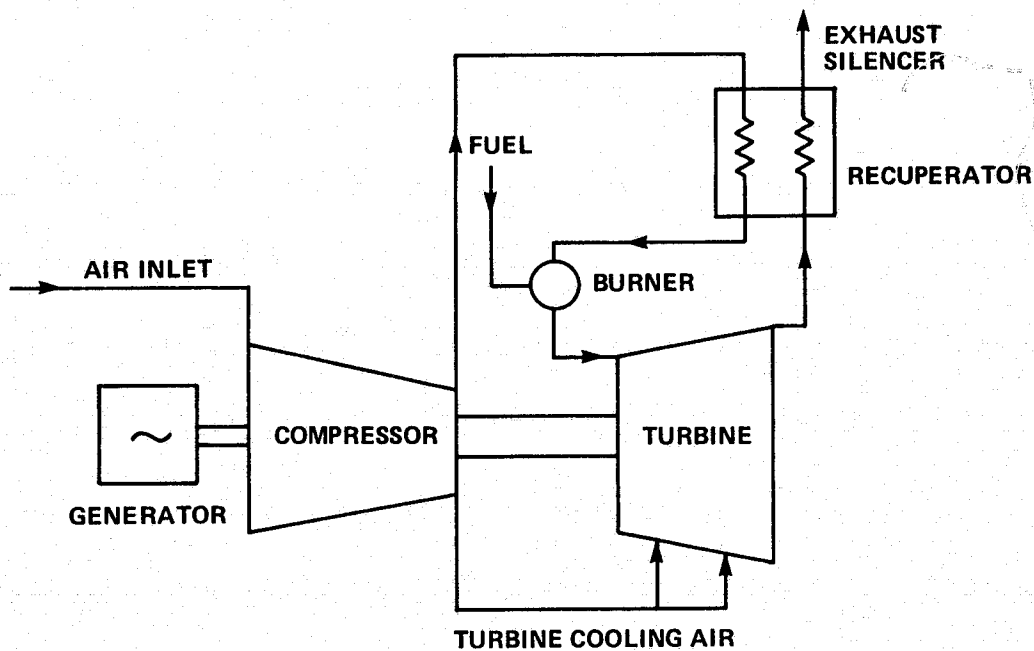 EXHAUST
SILENCER
FUEL
RECUPERATOR
AIR INLET
BURNER
COMPRESSOR
TURBINE
GENERATOR
TURBINE COOLING AIR